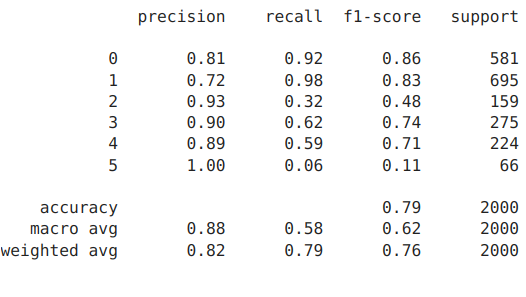 precision recall f1-score support
0 0.81 0.92 0.86 581
1 0.72 0.98 0.83 695
2 0.93 0.32 0.48 159
3 0.90 0.62 0.74 275
4 0.89 0.59 0.71 224
5 1.00 0.06 0.11 66
accuracy 0.79 2000
macro avg 0.88 0.58 0.62 2000
weighted avg 0.82 0.79 0.76 2000